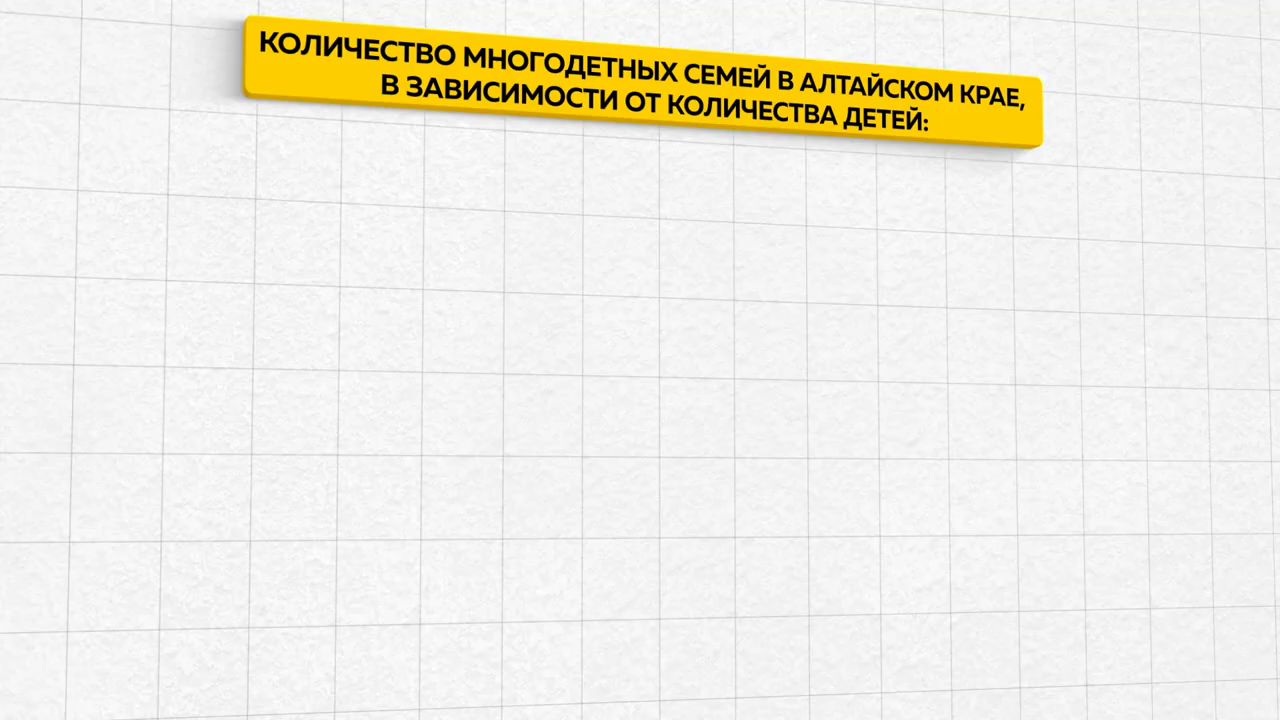 КОЛИЧЕСТВО МНОГОДЕТНЫХ СЕМЕЙ В АЛТАЙСКОМ КРАЕ,
В ЗАВИСИМОСТИ ОТ КОЛИЧЕСТВА ДЕТЕЙ: